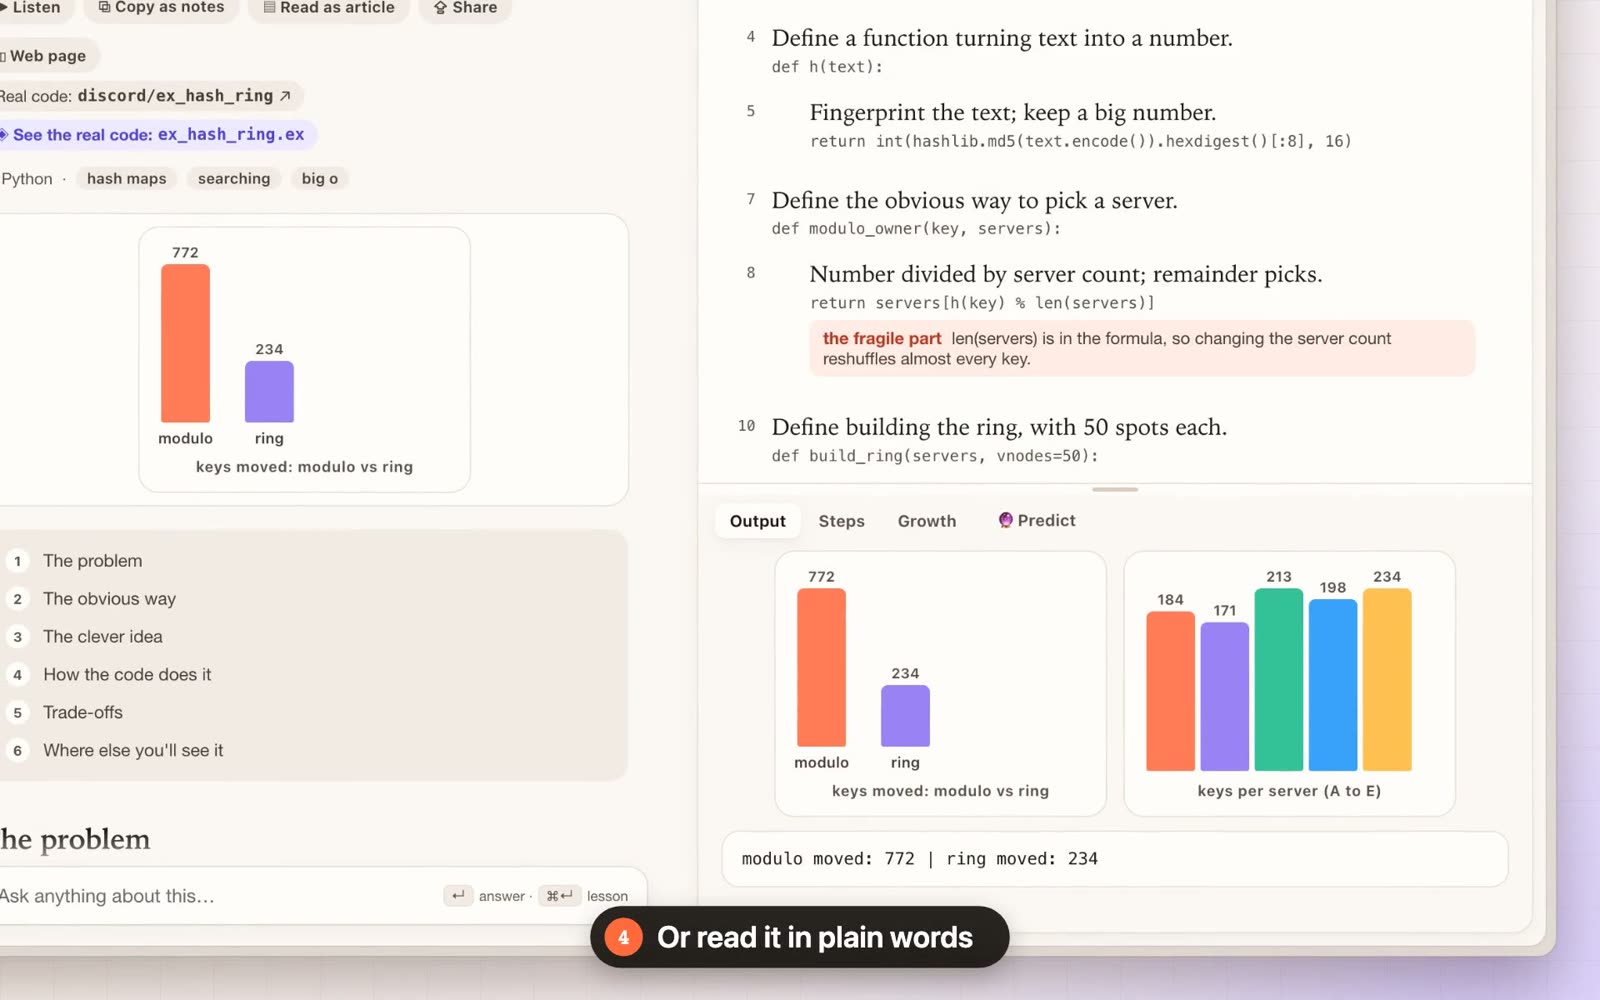 Listen
Copy as notes
Read as article
Share
Web page
Real code: discord/ex_hash_ring ↗
See the real code: ex_hash_ring.ex
Python ·
hash maps
searching
big o
772
234
modulo
ring
keys moved: modulo vs ring
1 The problem
2 The obvious way
3 The clever idea
4 How the code does it
5 Trade-offs
6 Where else you'll see it
he problem
Ask anything about this…
↵ answer · ⌘↵ lesson
4 Define a function turning text into a number.
def h(text):
5 Fingerprint the text; keep a big number.
return int(hashlib.md5(text.encode()).hexdigest()[:8], 16)
7 Define the obvious way to pick a server.
def modulo_owner(key, servers):
8 Number divided by server count; remainder picks.
return servers[h(key) % len(servers)]
the fragile part len(servers) is in the formula, so changing the server count
reshuffles almost every key.
10 Define building the ring, with 50 spots each.
def build_ring(servers, vnodes=50):
Output
Steps
Growth
Predict
772
234
modulo
ring
keys moved: modulo vs ring
184
171
213
198
234
keys per server (A to E)
modulo moved: 772 | ring moved: 234
4 Or read it in plain words